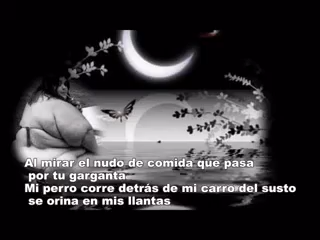 Al mirar el nudo de comida que pasa
por tu garganta
Mi perro corre detrás de mi carro del susto
se orina en mis llantas